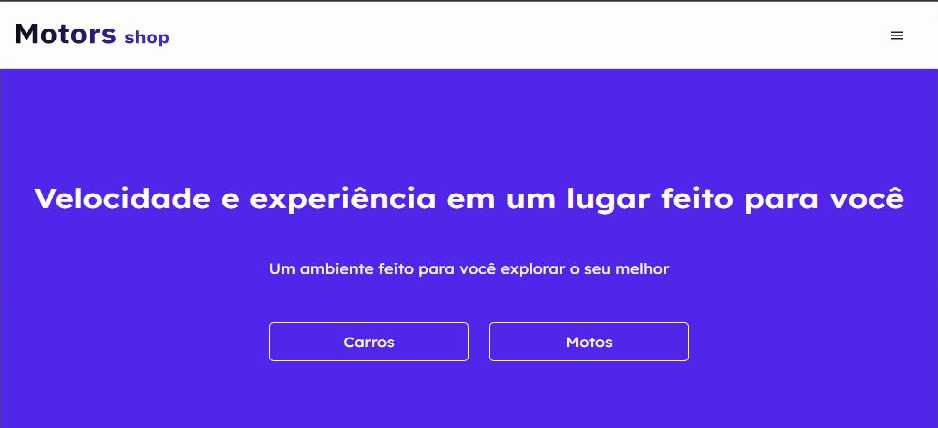 Motors shop
Velocidade e experiência em um lugar feito para você
Um ambiente feito para você explorar o seu melhor
Carros
Motos